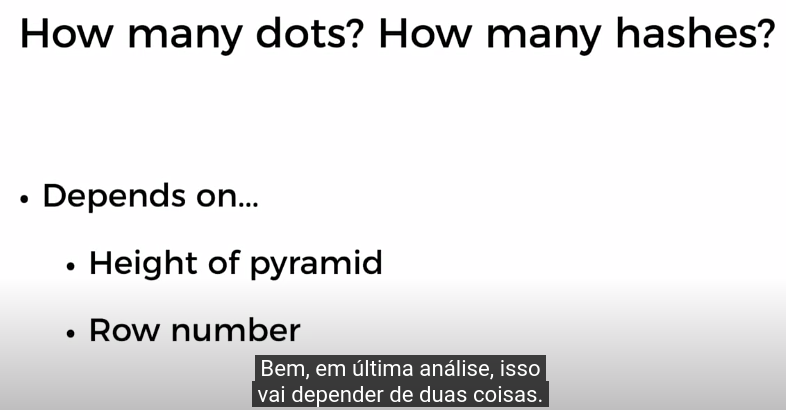 How many dots? How many hashes?
• Depends on...
• Height of pyramid
• Row number
Bem, em última análise, isso
vai depender de duas coisas.